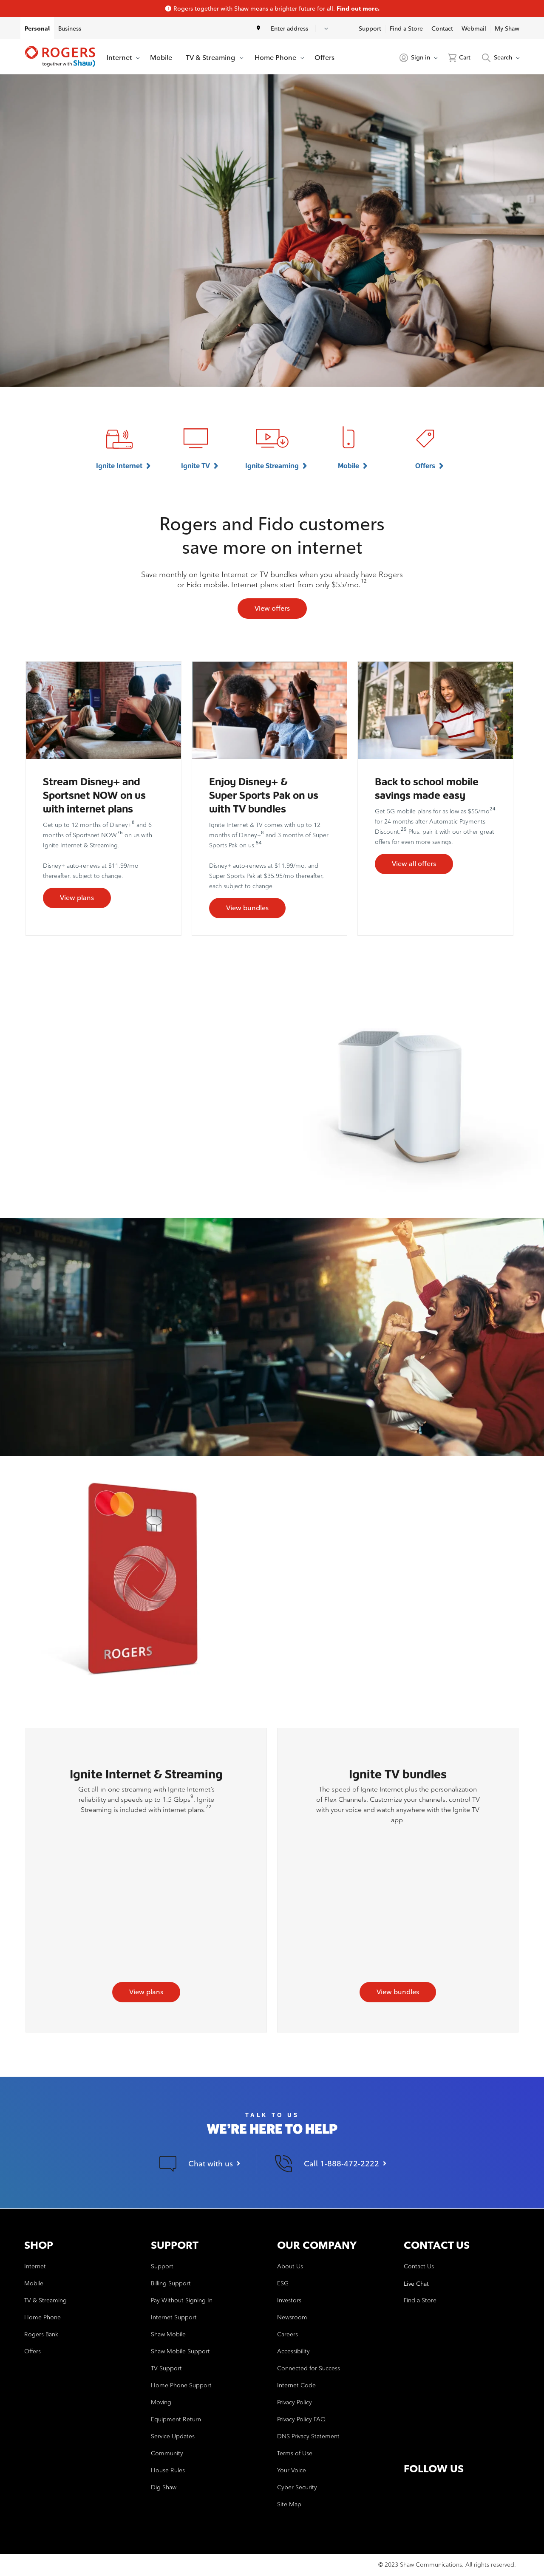 Rogers together with Shaw means a brighter future for all. Find out more.
Personal
Business
Enter address
Support
Find a Store
Contact
Webmail
My Shaw
ROGERS
together with Shaw)
Internet
Mobile
TV & Streaming
Home Phone
Offers
Sign in
Cart
Search
Ignite Internet
Ignite TV
Ignite Streaming
Mobile
Offers
Rogers and Fido customers
save more on internet
Save monthly on Ignite Internet or TV bundles when you already have Rogers
or Fido mobile. Internet plans start from only $55/mo.12
View offers
Stream Disney+ and
Sportsnet NOW on us
with internet plans
Get up to 12 months of Disney+8 and 6
months of Sportsnet NOW76 on us with
Ignite Internet & Streaming.
Disney+ auto-renews at $11.99/mo
thereafter, subject to change.
View plans
Enjoy Disney+ &
Super Sports Pak on us
with TV bundles
Ignite Internet & TV comes with up to 12
months of Disney+8 and 3 months of Super
Sports Pak on us.54
Disney+ auto-renews at $11.99/mo, and
Super Sports Pak at $35.95/mo thereafter,
each subject to change.
View bundles
Back to school mobile
savings made easy
Get 5G mobile plans for as low as $55/mo24
for 24 months after Automatic Payments
Discount.29 Plus, pair it with our other great
offers for even more savings.
View all offers
ROGERS
Ignite Internet & Streaming
Get all-in-one streaming with Ignite Internet's
reliability and speeds up to 1.5 Gbps9. Ignite
Streaming is included with internet plans.72
View plans
Ignite TV bundles
The speed of Ignite Internet plus the personalization
of Flex Channels. Customize your channels, control TV
with your voice and watch anywhere with the Ignite TV
app.
View bundles
TALK TO US
WE'RE HERE TO HELP
Chat with us
Call 1-888-472-2222
SHOP
Internet
Mobile
TV & Streaming
Home Phone
Rogers Bank
Offers
SUPPORT
Support
Billing Support
Pay Without Signing In
Internet Support
Shaw Mobile
Shaw Mobile Support
TV Support
Home Phone Support
Moving
Equipment Return
Service Updates
Community
House Rules
Dig Shaw
OUR COMPANY
About Us
ESG
Investors
Newsroom
Careers
Accessibility
Connected for Success
Internet Code
Privacy Policy
Privacy Policy FAQ
DNS Privacy Statement
Terms of Use
Your Voice
Cyber Security
Site Map
CONTACT US
Contact Us
Live Chat
Find a Store
FOLLOW US
© 2023 Shaw Communications. All rights reserved.